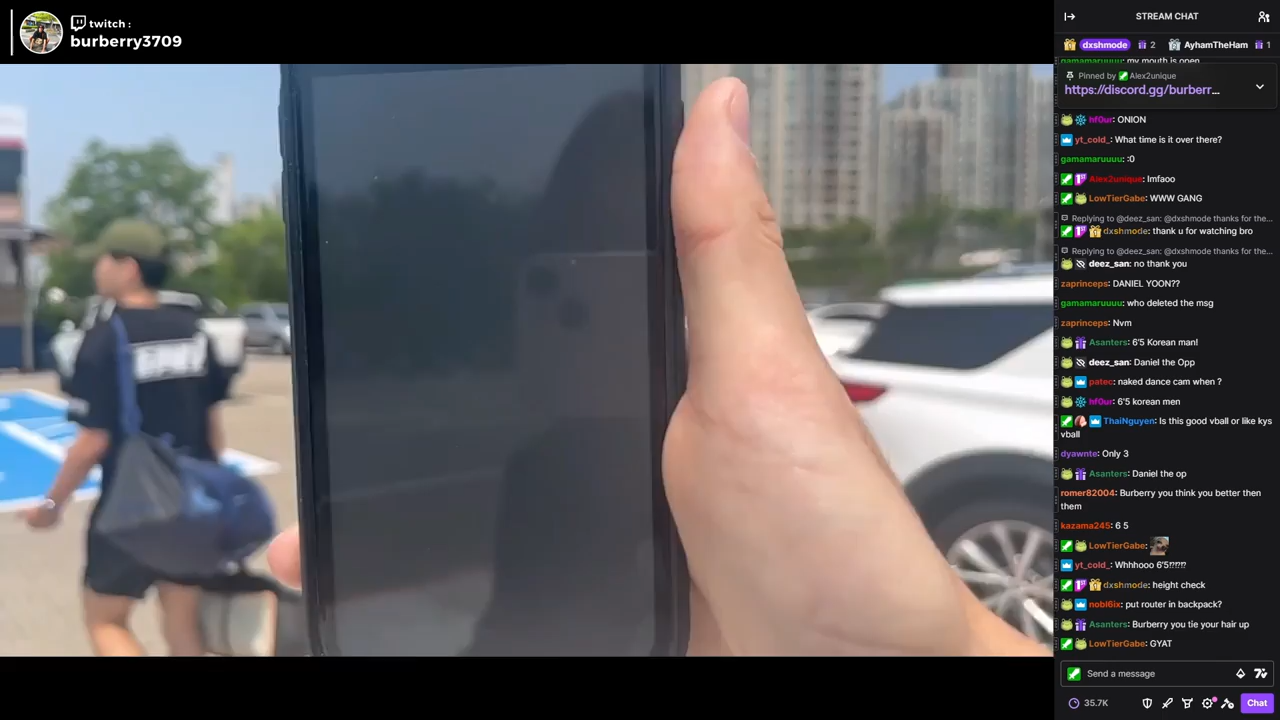 twitch :
burberry3709
STREAM CHAT
dxshmode 2 AyhamTheHam 1
gamamaruuuu: my mouth is open
Pinned by Alex2unique
https://discord.gg/burberr...
hf0ur: ONION
yt_cold_: What time is it over there?
gamamaruuuu: :0
Alex2unique: lmfaoo
LowTierGabe: WWW GANG
Replying to @deez_san: @dxshmode thanks for the...
dxshmode: thank u for watching bro
Replying to @deez_san: @dxshmode thanks for the...
deez_san: no thank you
zaprinceps: DANIEL YOON??
gamamaruuuu: who deleted the msg
zaprinceps: Nvm
Asanters: 6'5 Korean man!
deez_san: Daniel the Opp
patec: naked dance cam when ?
hf0ur: 6'5 korean men
ThaiNguyen: Is this good vball or like kys
vball
dyawnte: Only 3
Asanters: Daniel the op
romer82004: Burberry you think you better then
them
kazama245: 6 5
LowTierGabe:
yt_cold_: Whhhooo 6'5⁉️⁉️⁉️
dxshmode: height check
nobl6ix: put router in backpack?
Asanters: Burberry you tie your hair up
LowTierGabe: GYAT
Send a message
7
35.7K
Chat